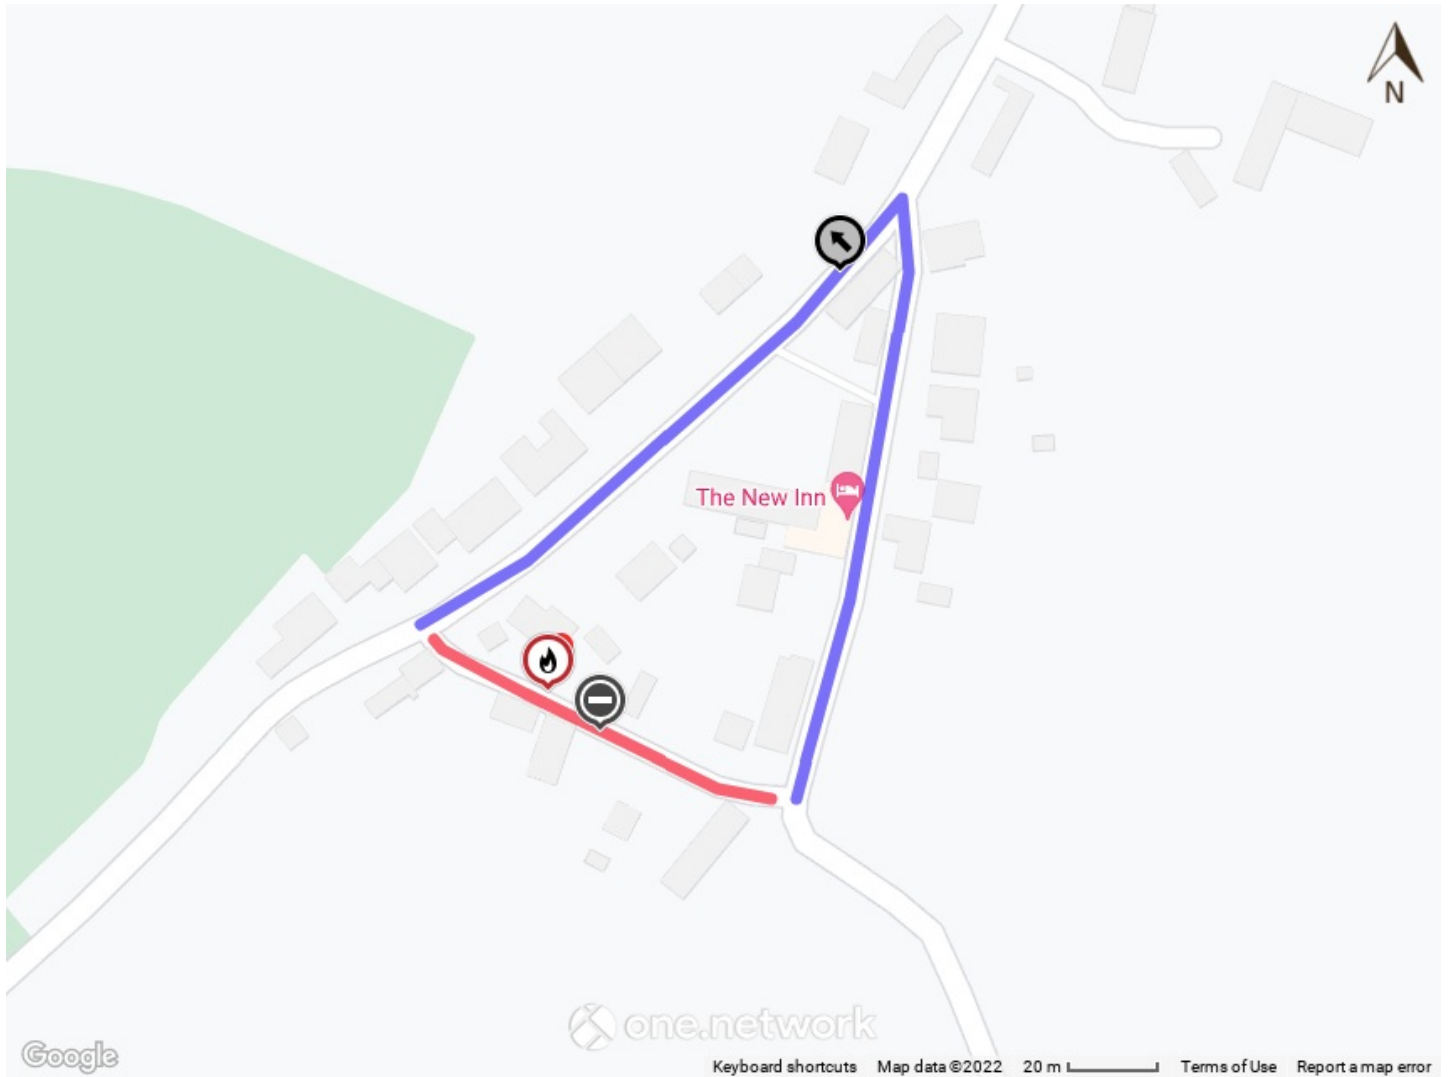 N
The New Inn
one.network
Google
Keyboard shortcuts Map data ©2022 20 m Terms of Use Report a map error